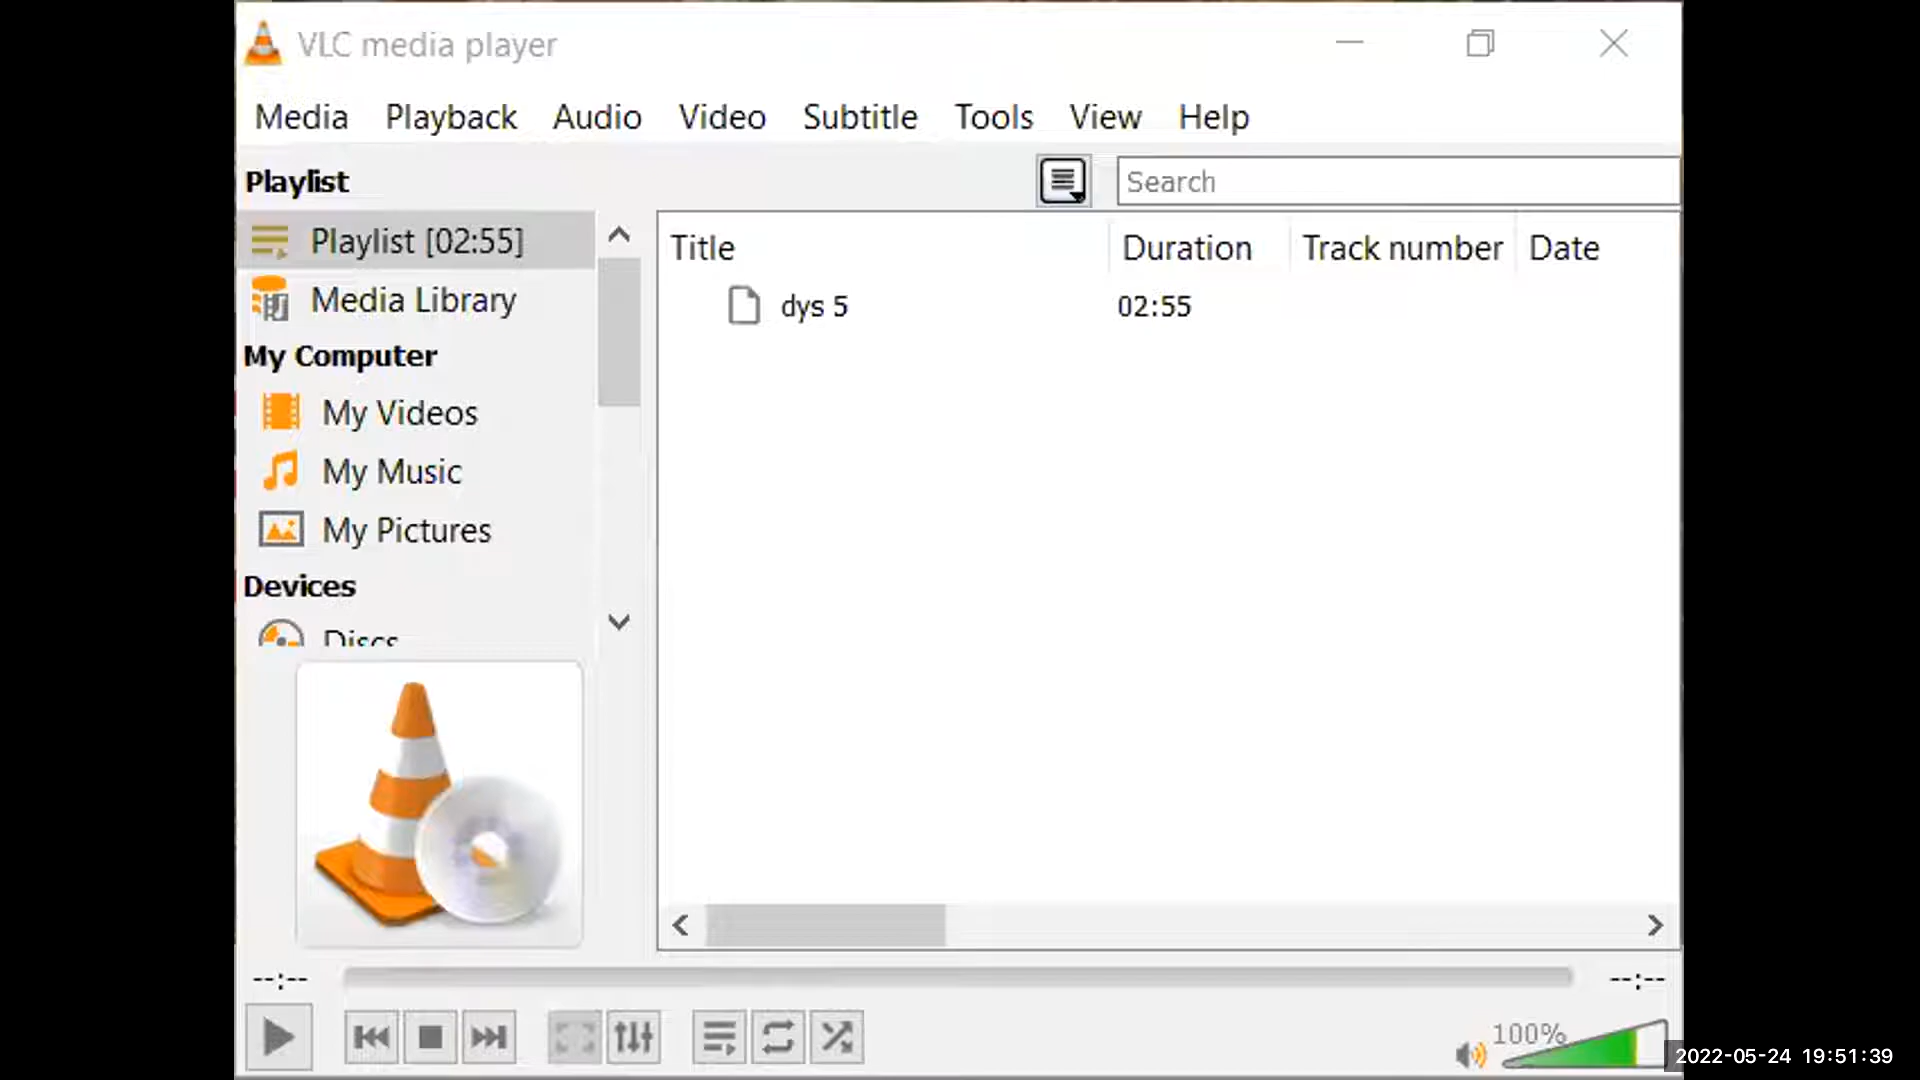 VLC media player
Media Playback Audio Video Subtitle Tools View Help
Playlist
Search
Playlist [02:55]
Media Library
My Computer
My Videos
My Music
My Pictures
Devices
Discs
Title Duration Track number Date
dys 5 02:55
--:-- --:--
100%
2022-05-24 19:51:39